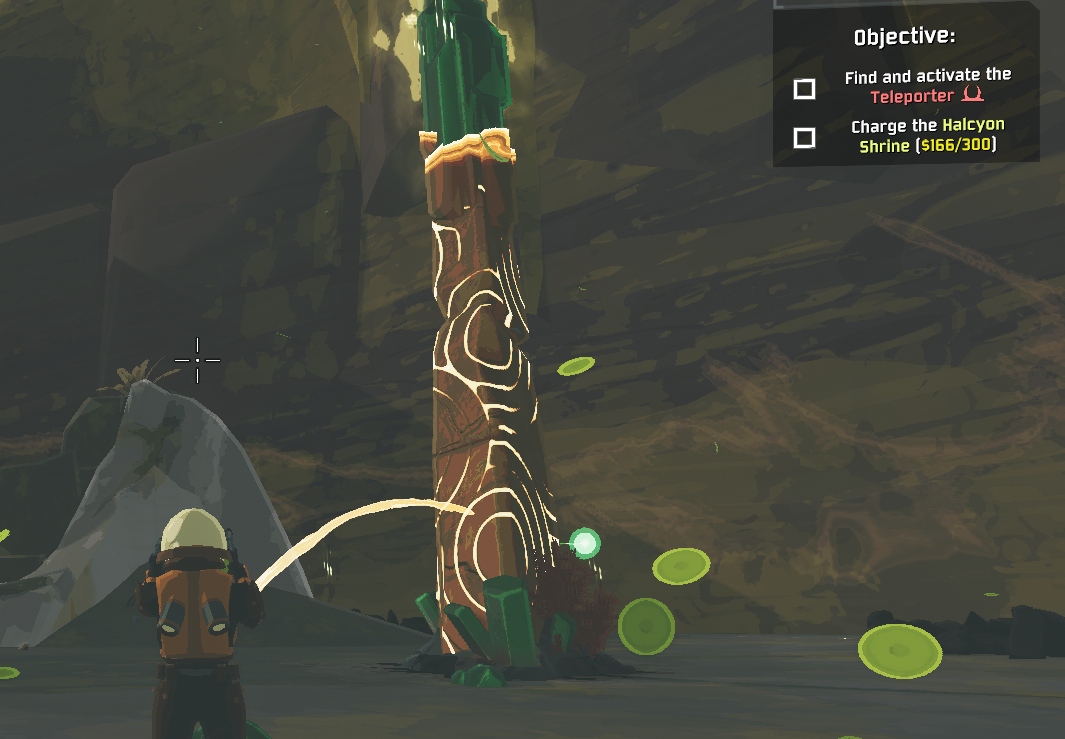 Objective:
Find and activate the
Teleporter
Charge the Halcyon
Shrine ($166/300)